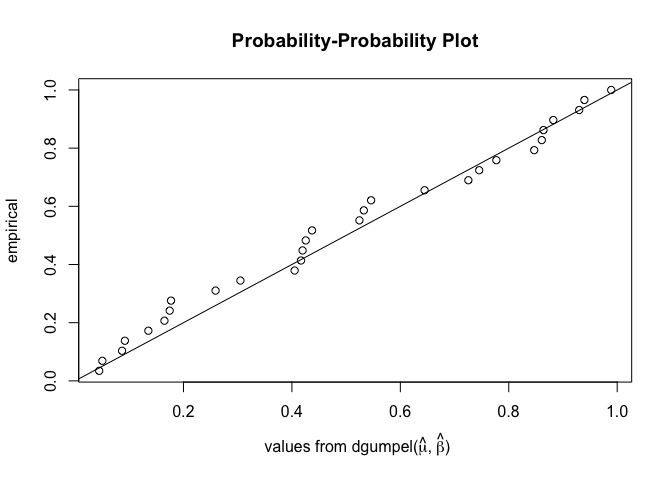 Probability-Probability Plot
empirical
0.0 0.2 0.4 0.6 0.8 1.0
0.2 0.4 0.6 0.8 1.0
values from dgumpel(μ̂, β̂)